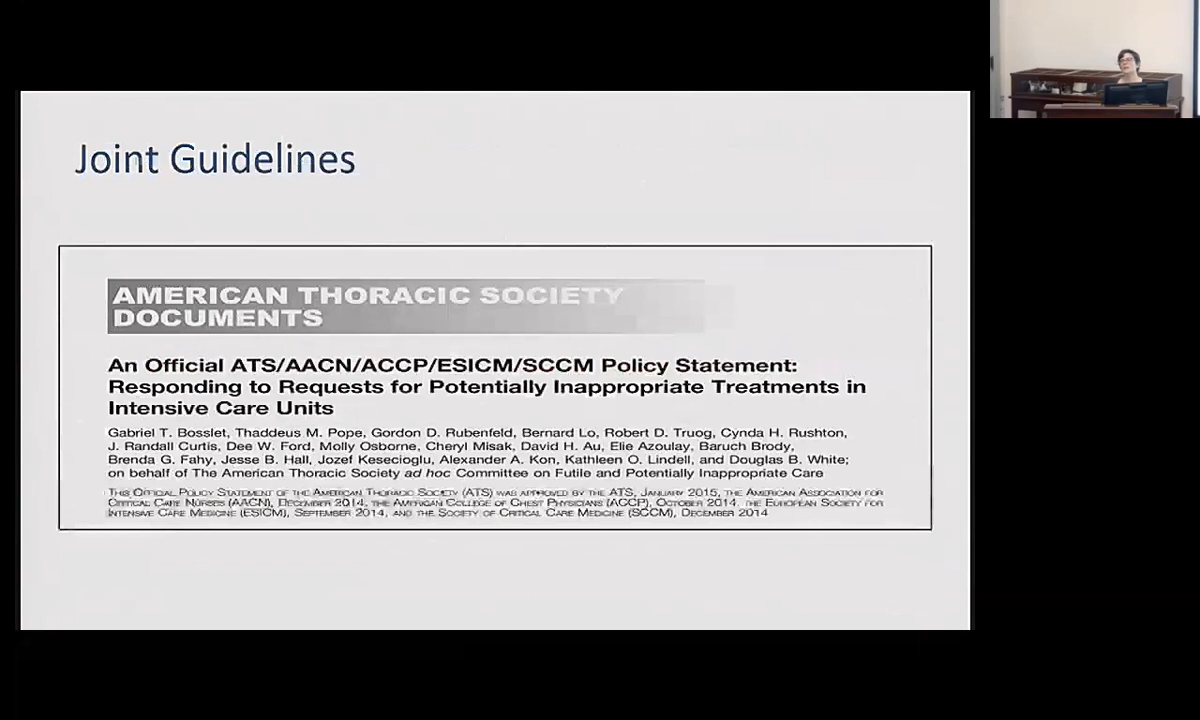 Joint Guidelines
AMERICAN THORACIC SOCIETY
DOCUMENTS
An Official ATS/AACN/ACCP/ESICM/SCCM Policy Statement:
Responding to Requests for Potentially Inappropriate Treatments in
Intensive Care Units
Gabriel T. Bosslet, Thaddeus M. Pope, Gordon D. Rubenfeld, Bernard Lo, Robert D. Truog, Cynda H. Rushton,
J. Randall Curtis, Dee W. Ford, Molly Osborne, Cheryl Misak, David H. Au, Elie Azoulay, Baruch Brody,
Brenda G. Fahy, Jesse B. Hall, Jozef Kesecioglu, Alexander A. Kon, Kathleen O. Lindell, and Douglas B. White;
on behalf of The American Thoracic Society ad hoc Committee on Futile and Potentially Inappropriate Care
THIS OFFICIAL POLICY STATEMENT OF THE AMERICAN THORACIC SOCIETY (ATS) WAS APPROVED BY THE ATS, JANUARY 2015, THE AMERICAN ASSOCIATION FOR
CRITICAL CARE NURSES (AACN), DECEMBER 2014, THE AMERICAN COLLEGE OF CHEST PHYSICIANS (ACCP), OCTOBER 2014, THE EUROPEAN SOCIETY FOR
INTENSIVE CARE MEDICINE (ESICM), SEPTEMBER 2014, AND THE SOCIETY OF CRITICAL CARE MEDICINE (SCCM), DECEMBER 2014